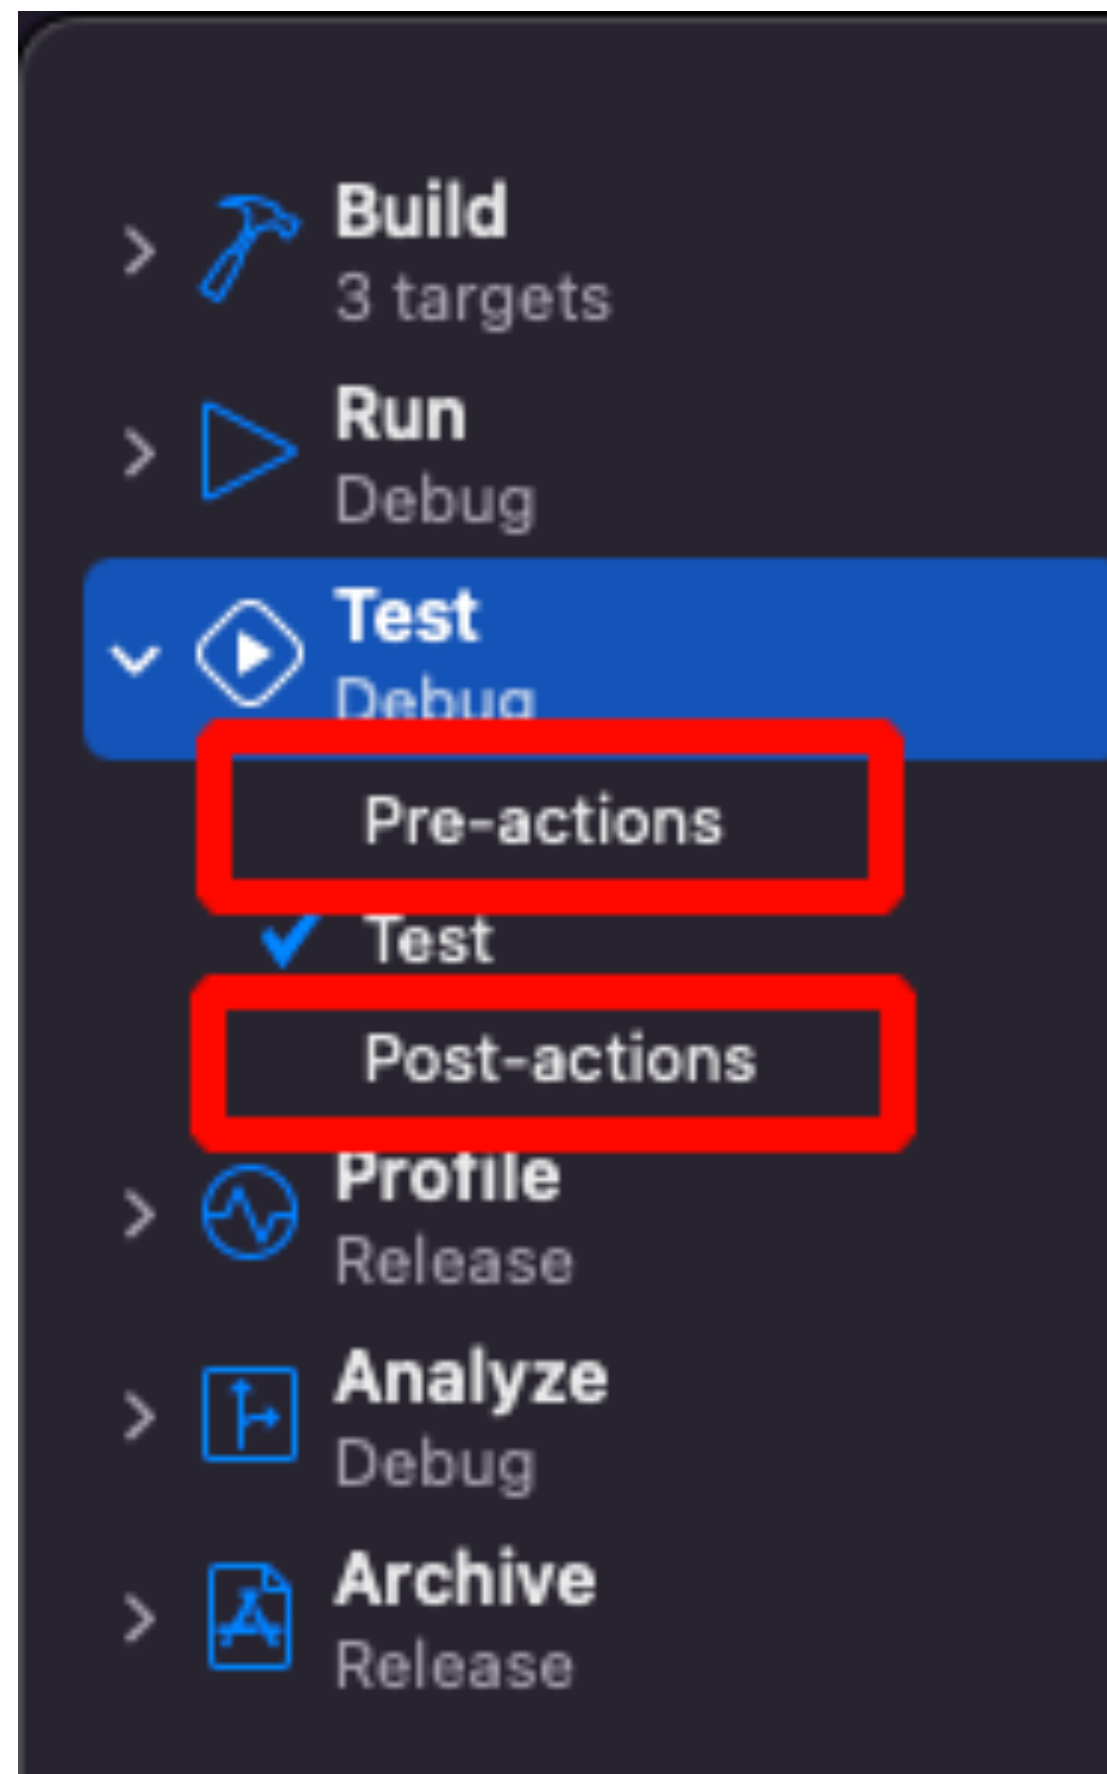 Build
3 targets
Run
Debug
Test
Debug
Pre-actions
Test
Post-actions
Profile
Release
Analyze
Debug
Archive
Release